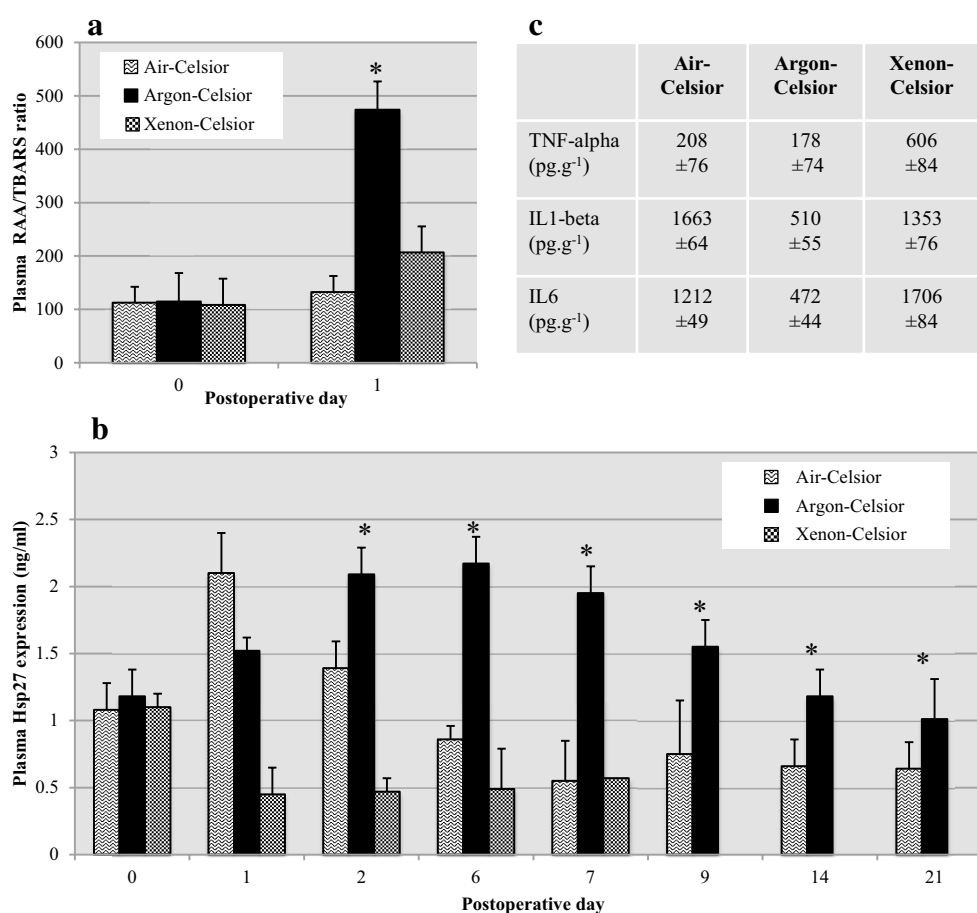 a
600
500
400
300
200
100
0
Plasma RAA/TBARS ratio
Air-Celsior
Argon-Celsior
Xenon-Celsior
*
0 1
Postoperative day
c
Air-Celsior Argon-Celsior Xenon-Celsior
TNF-alpha (pg.g-1) 208 ±76 178 ±74 606 ±84
IL1-beta (pg.g-1) 1663 ±64 510 ±55 1353 ±76
IL6 (pg.g-1) 1212 ±49 472 ±44 1706 ±84
b
3
2.5
2
1.5
1
0.5
0
Plasma Hsp27 expression (ng/ml)
Air-Celsior
Argon-Celsior
Xenon-Celsior
* * * * * *
0 1 2 6 7 9 14 21
Postoperative day